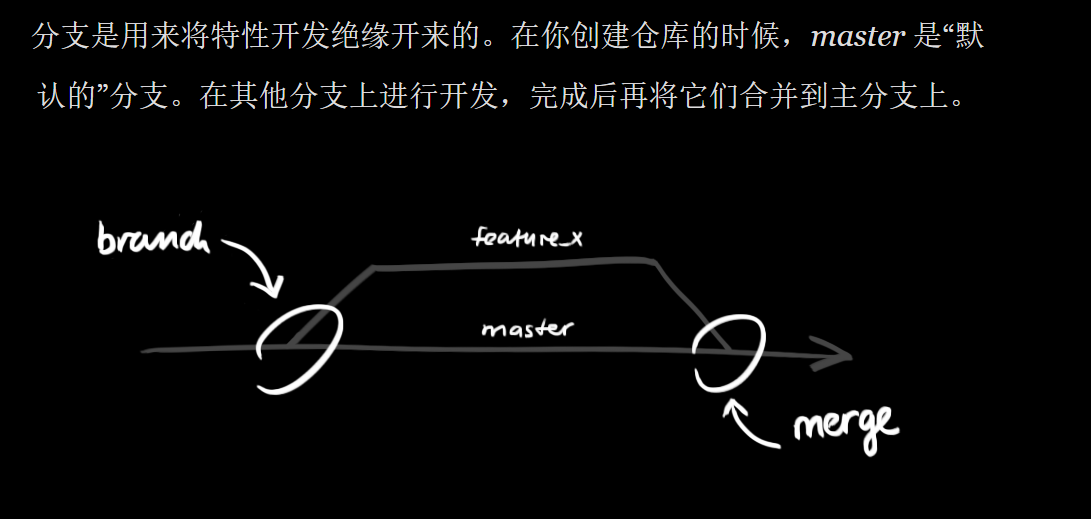 分支是用来将特性开发绝缘开来的。在你创建仓库的时候，master 是“默
认的”分支。在其他分支上进行开发，完成后再将它们合并到主分支上。
branch
feature_x
master
merge